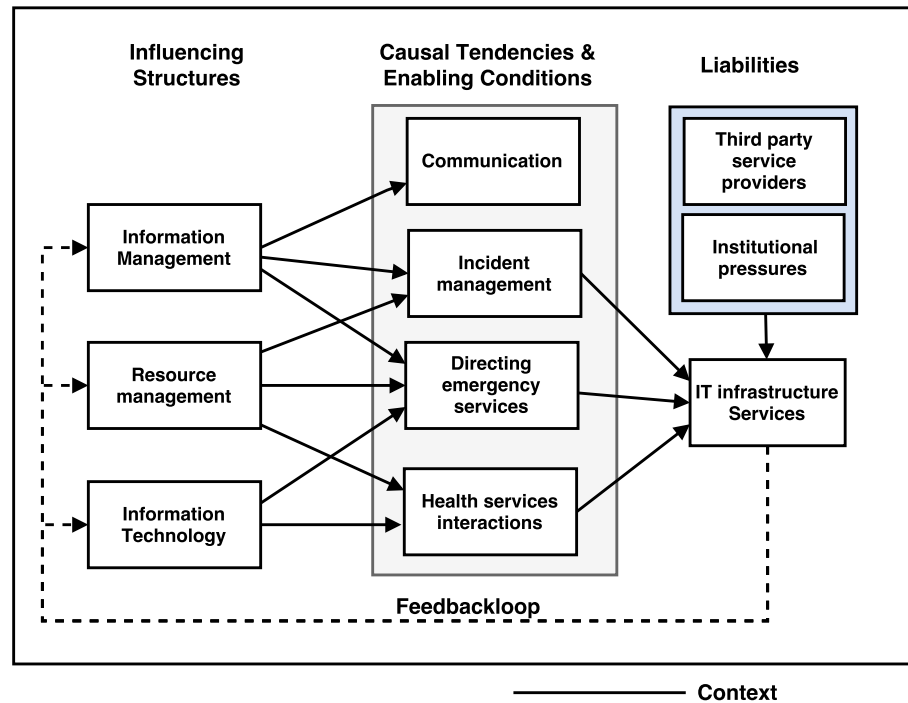 Influencing
Structures
Causal Tendencies &
Enabling Conditions
Liabilities
Communication
Third party
service
providers
Information
Management
Incident
management
Institutional
pressures
Resource
management
Directing
emergency
services
IT infrastructure
Services
Information
Technology
Health services
interactions
Feedbackloop
Context